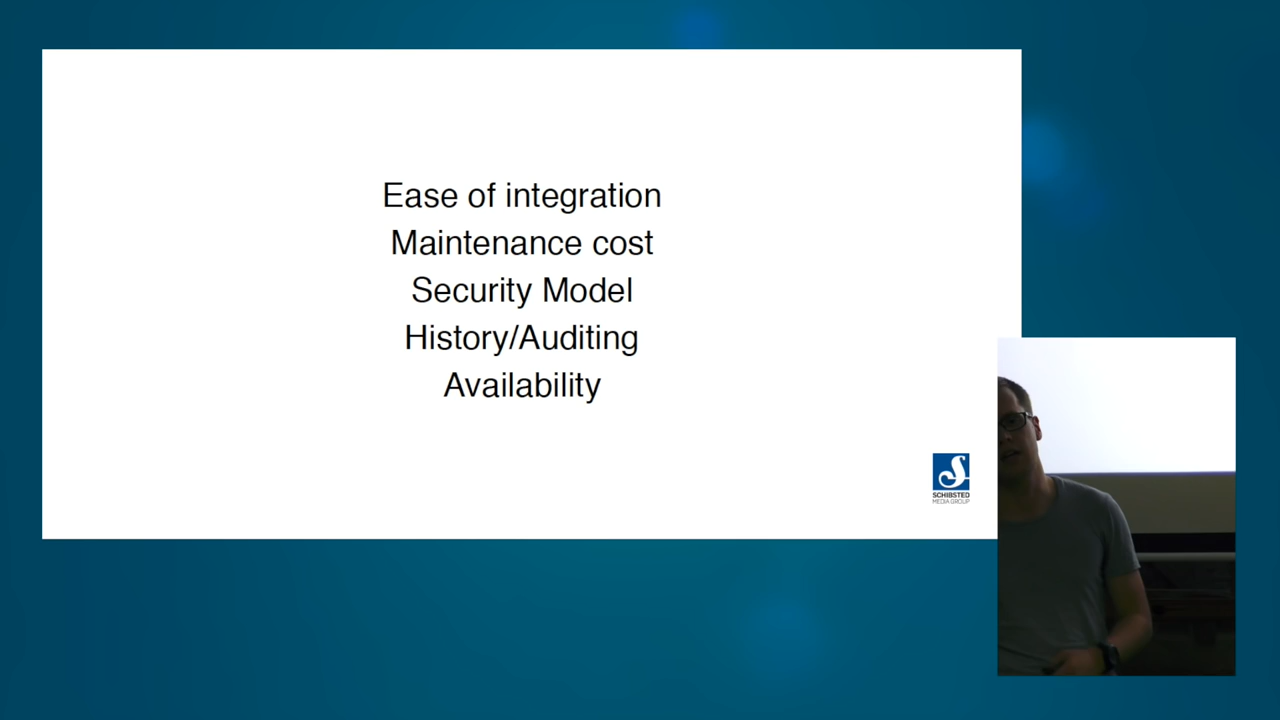 Ease of integration
Maintenance cost
Security Model
History/Auditing
Availability
SCHIBSTED
MEDIA GROUP